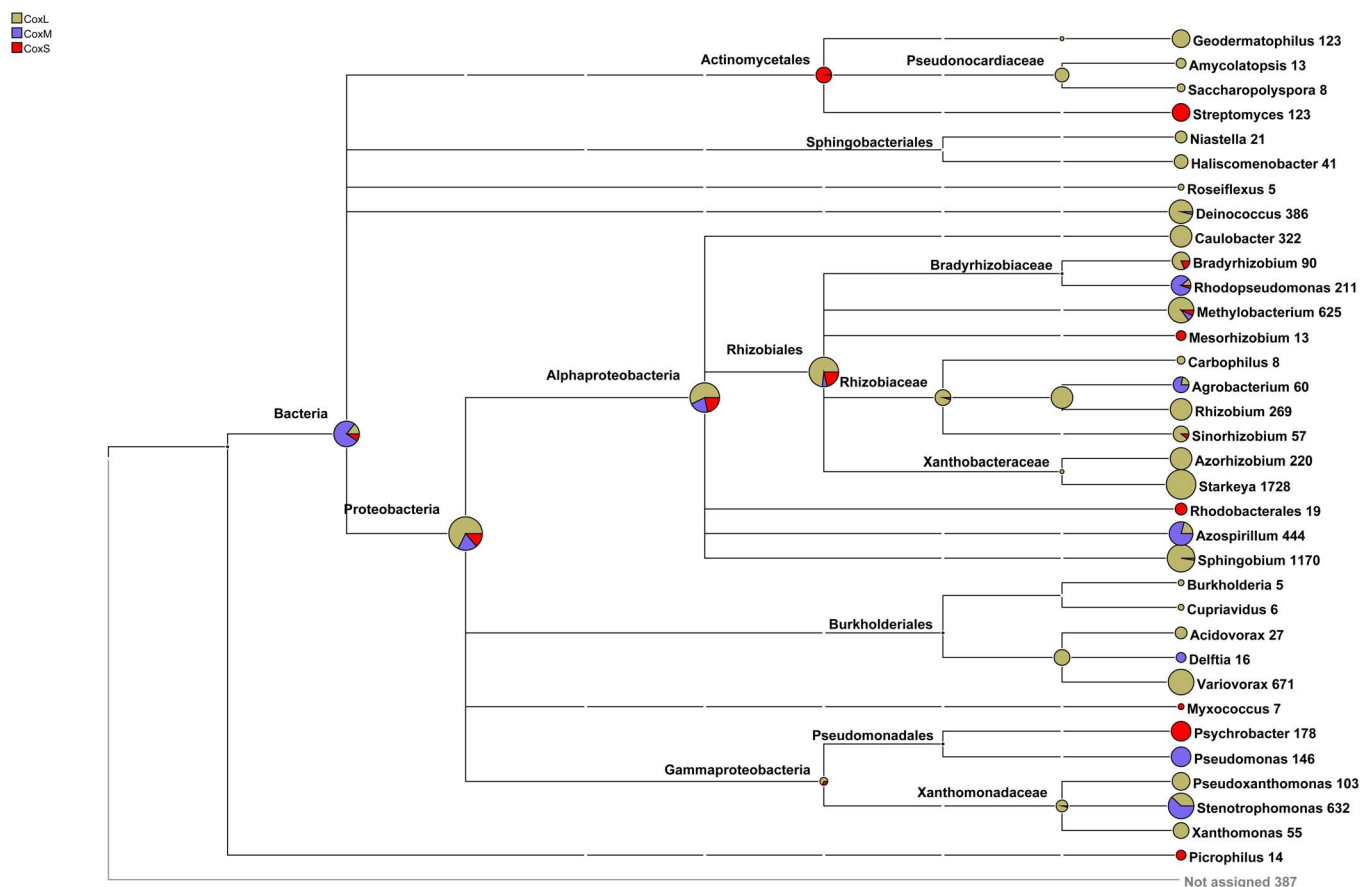 CoxL
CoxM
CoxS
Geodermatophilus 123
Actinomycetales
Pseudonocardiaceae
Amycolatopsis 13
Saccharopolyspora 8
Streptomyces 123
Niastella 21
Sphingobacteriales
Haliscomenobacter 41
Roseiflexus 5
Deinococcus 386
Caulobacter 322
Bradyrhizobiaceae
Bradyrhizobium 90
Rhodopseudomonas 211
Methylobacterium 625
Mesorhizobium 13
Rhizobiales
Carbophilus 8
Alphaproteobacteria
Rhizobiaceae
Agrobacterium 60
Rhizobium 269
Bacteria
Sinorhizobium 57
Xanthobacteraceae
Azorhizobium 220
Starkeya 1728
Proteobacteria
Rhodobacterales 19
Azospirillum 444
Sphingobium 1170
Burkholderia 5
Cupriavidus 6
Burkholderiales
Acidovorax 27
Delftia 16
Variovorax 671
Myxococcus 7
Pseudomonadales
Psychrobacter 178
Pseudomonas 146
Gammaproteobacteria
Pseudoxanthomonas 103
Xanthomonadaceae
Stenotrophomonas 632
Xanthomonas 55
Picrophilus 14
Not assigned 387